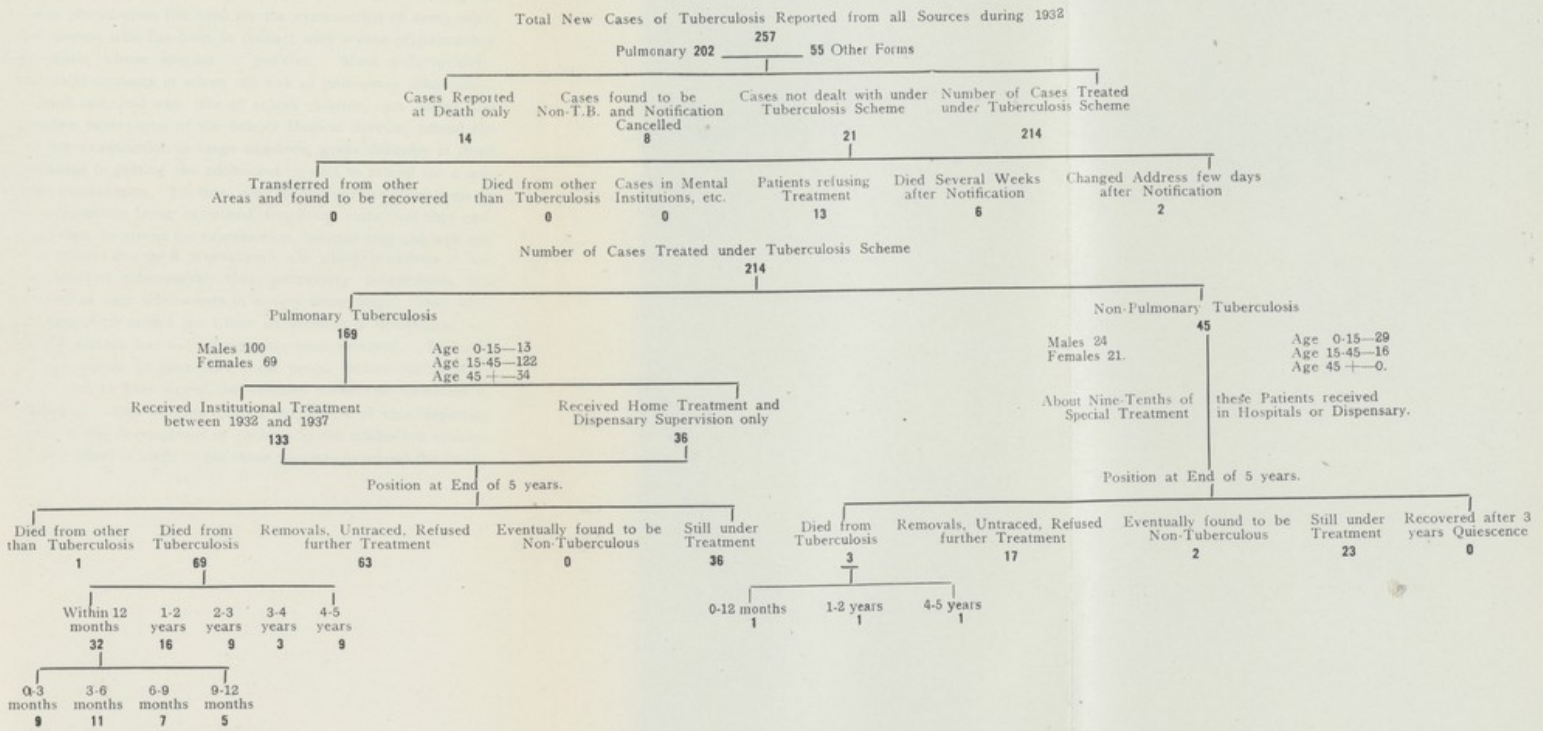 Total New Cases of Tuberculosis Reported from all Sources during 1932
257
Pulmonary 202 55 Other Forms
Cases Reported at Death only
14
Cases found to be Non-T.B. and Notification Cancelled
8
Cases not dealt with under Tuberculosis Scheme
21
Number of Cases Treated under Tuberculosis Scheme
214
Transferred from other Areas and found to be recovered
0
Died from other than Tuberculosis
0
Cases in Mental Institutions, etc.
0
Patients refusing Treatment
13
Died Several Weeks after Notification
6
Changed Address few days after Notification
2
Number of Cases Treated under Tuberculosis Scheme
214
Pulmonary Tuberculosis
169
Males 100
Females 69
Age 0-15—13
Age 15-45—122
Age 45 +—34
Received Institutional Treatment
between 1932 and 1937
133
Received Home Treatment and
Dispensary Supervision only
36
Position at End of 5 years.
Died from other
than Tuberculosis
1
Died from
Tuberculosis
69
Removals, Untraced, Refused
further Treatment
63
Eventually found to be
Non-Tuberculous
0
Still under
Treatment
36
Within 12
months
32
1-2
years
16
2-3
years
9
3-4
years
3
4-5
years
9
0-3
months
9
3-6
months
11
6-9
months
7
9-12
months
5
Non-Pulmonary Tuberculosis
45
Males 24
Females 21.
Age 0-15—29
Age 15-45—16
Age 45 +—0.
About Nine-Tenths of these Patients received
Special Treatment in Hospitals or Dispensary.
Position at End of 5 years.
Died from
Tuberculosis
3
Removals, Untraced, Refused
further Treatment
17
Eventually found to be
Non-Tuberculous
2
Still under
Treatment
23
Recovered after 3
years Quiescence
0
0-12 months
1
1-2 years
1
4-5 years
1